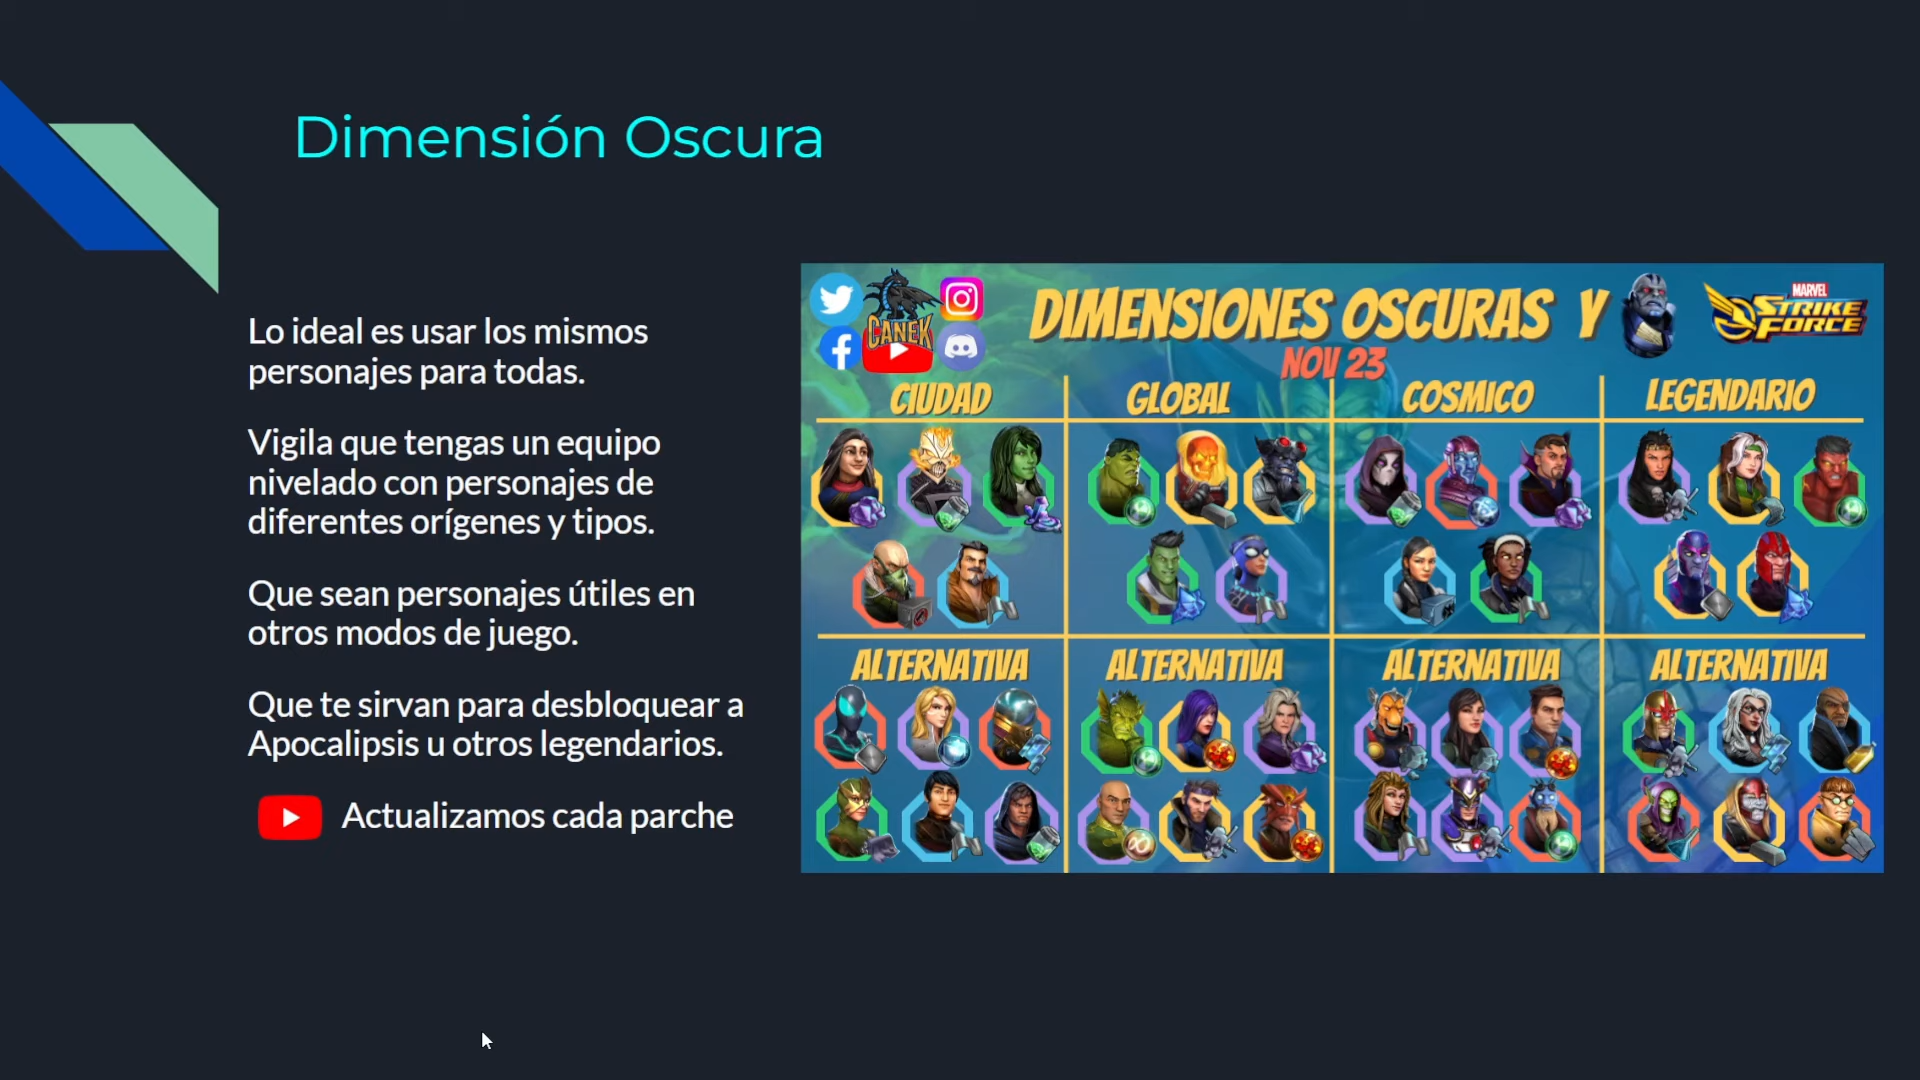 Dimensión Oscura
Lo ideal es usar los mismos
personajes para todas.
Vigila que tengas un equipo
nivelado con personajes de
diferentes orígenes y tipos.
Que sean personajes útiles en
otros modos de juego.
Que te sirvan para desbloquear a
Apocalipsis u otros legendarios.
Actualizamos cada parche
CANEK
DIMENSIONES OSCURAS Y
NOV 23
MARVEL
STRIKE
FORCE
CIUDAD
GLOBAL
COSMICO
LEGENDARIO
ALTERNATIVA
ALTERNATIVA
ALTERNATIVA
ALTERNATIVA